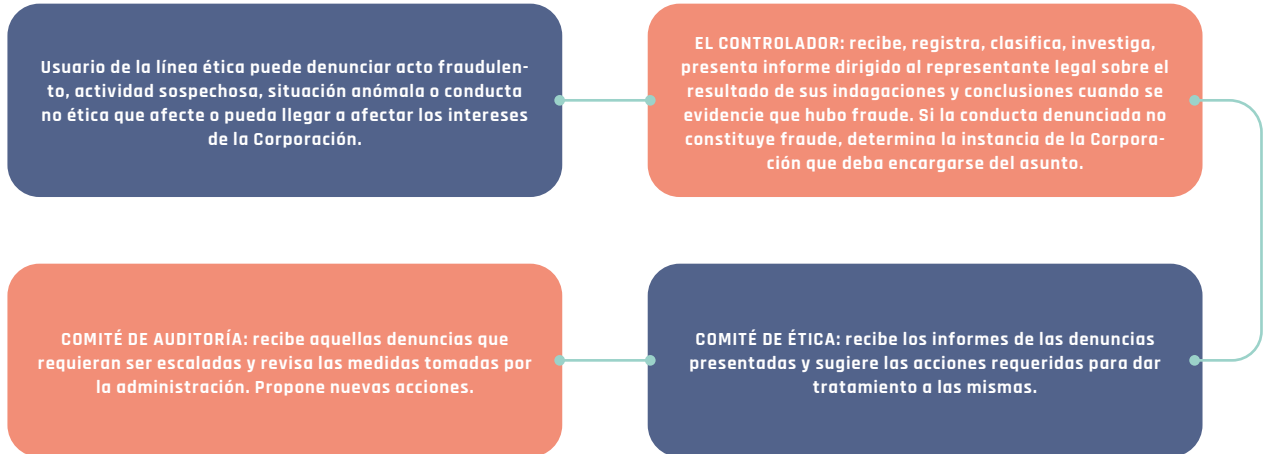 Usuario de la línea ética puede denunciar acto fraudulen-
to, actividad sospechosa, situación anómala o conducta
no ética que afecte o pueda llegar a afectar los intereses
de la Corporación.
EL CONTROLADOR: recibe, registra, clasifica, investiga,
presenta informe dirigido al representante legal sobre el
resultado de sus indagaciones y conclusiones cuando se
evidencie que hubo fraude. Si la conducta denunciada no
constituye fraude, determina la instancia de la Corpora-
ción que deba encargarse del asunto.
COMITÉ DE ÉTICA: recibe los informes de las denuncias
presentadas y sugiere las acciones requeridas para dar
tratamiento a las mismas.
COMITÉ DE AUDITORÍA: recibe aquellas denuncias que
requieran ser escaladas y revisa las medidas tomadas por
la administración. Propone nuevas acciones.